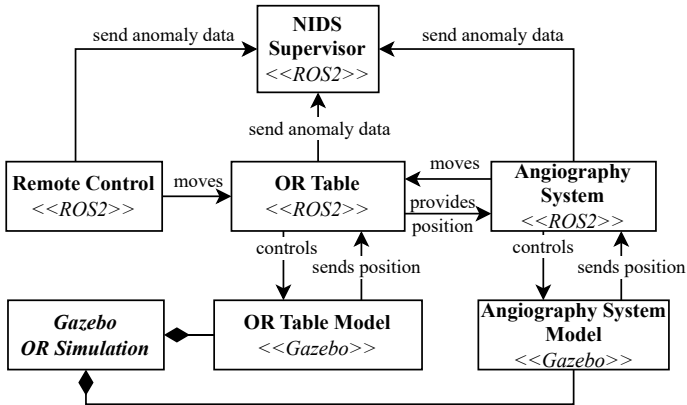 send anomaly data
NIDS
Supervisor
<<ROS2>>
send anomaly data
send anomaly data
Remote Control
<<ROS2>>
moves
OR Table
<<ROS2>>
moves
provides
position
Angiography
System
<<ROS2>>
controls
sends position
controls
sends position
Gazebo
OR Simulation
OR Table Model
<<Gazebo>>
Angiography System
Model
<<Gazebo>>